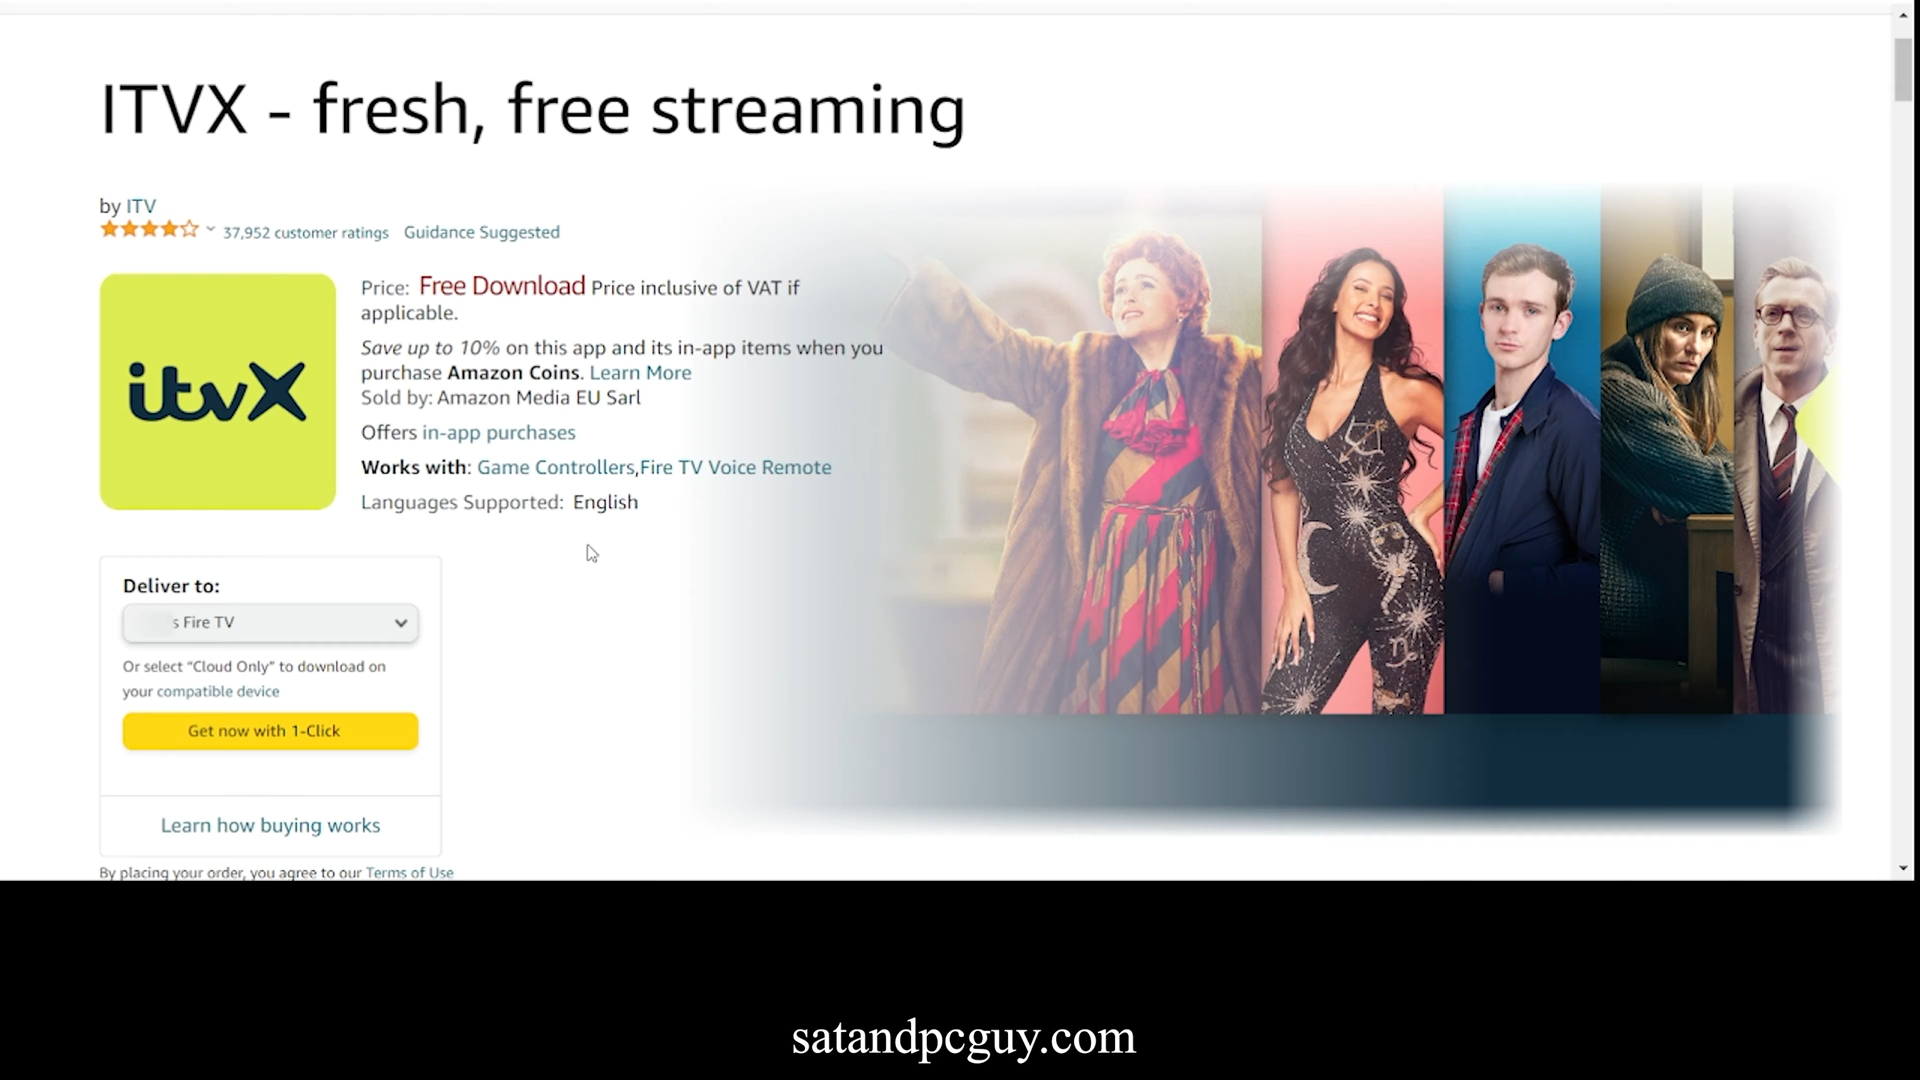 ITVX - fresh, free streaming
by ITV
37,952 customer ratings Guidance Suggested
itvX
Price: Free Download Price inclusive of VAT if
applicable.
Save up to 10% on this app and its in-app items when you
purchase Amazon Coins. Learn More
Sold by: Amazon Media EU Sarl
Offers in-app purchases
Works with: Game Controllers,Fire TV Voice Remote
Languages Supported: English
Deliver to:
s Fire TV
Or select “Cloud Only” to download on
your compatible device
Get now with 1-Click
Learn how buying works
By placing your order, you agree to our Terms of Use
satandpcguy.com